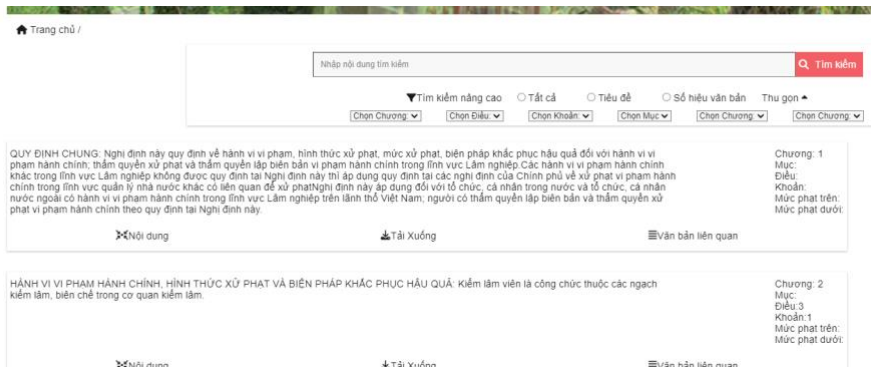 Trang chủ /
Nhập nội dung tìm kiếm
Tìm kiếm
Tìm kiếm nâng cao Tất cả Tiêu đề Số hiệu văn bản Thu gọn
Chọn Chương: Chọn Điều: Chọn Khoản: Chọn Mục Chọn Chương: Chọn Chương:
QUY ĐỊNH CHUNG: Nghị định này quy định về hành vi vi phạm, hình thức xử phạt, mức xử phạt, biện pháp khắc phục hậu quả đối với hành vi vi
phạm hành chính; thẩm quyền xử phạt và thẩm quyền lập biên bản vi phạm hành chính trong lĩnh vực Lâm nghiệp.Các hành vi vi phạm hành chính
khác trong lĩnh vực Lâm nghiệp không được quy định tại Nghị định này thì áp dụng quy định tại các nghị định của Chính phủ về xử phạt vi phạm hành
chính trong lĩnh vực quản lý nhà nước khác có liên quan để xử phạtNghị định này áp dụng đối với tổ chức, cá nhân trong nước và tổ chức, cá nhân
nước ngoài có hành vi vi phạm hành chính trong lĩnh vực Lâm nghiệp trên lãnh thổ Việt Nam; người có thẩm quyền lập biên bản và thẩm quyền xử
phạt vi phạm hành chính theo quy định tại Nghị định này.
Chương: 1
Mục:
Điều:
Khoản:
Mức phạt trên:
Mức phạt dưới:
Nội dung Tải Xuống Văn bản liên quan
HÀNH VI VI PHẠM HÀNH CHÍNH, HÌNH THỨC XỬ PHẠT VÀ BIỆN PHÁP KHẮC PHỤC HẬU QUẢ: Kiểm lâm viên là công chức thuộc các ngạch
kiểm lâm, biên chế trong cơ quan kiểm lâm.
Chương: 2
Mục:
Điều:3
Khoản:1
Mức phạt trên:
Mức phạt dưới:
Nội dung Tải Xuống Văn bản liên quan